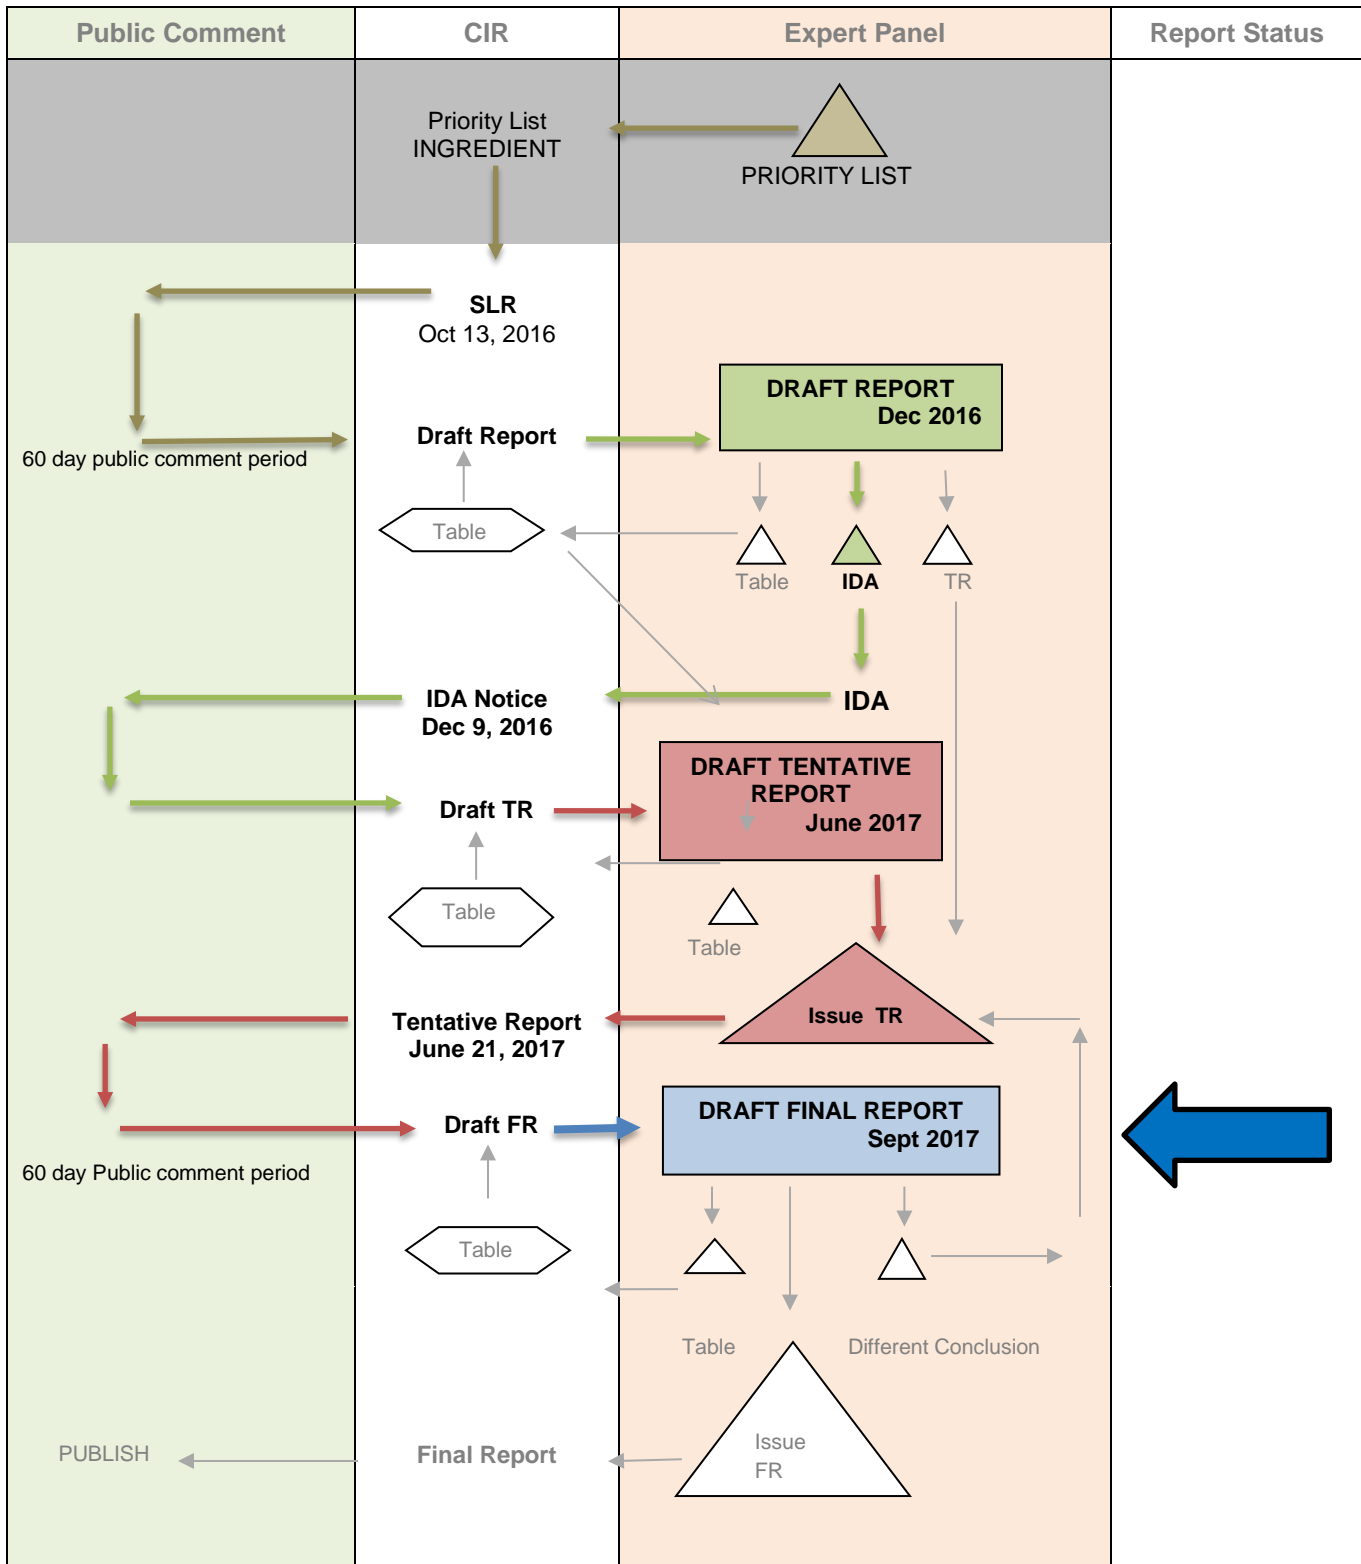 Public Comment
CIR
Expert Panel
Report Status
Priority List
INGREDIENT
PRIORITY LIST
SLR
Oct 13, 2016
60 day public comment period
Draft Report
DRAFT REPORT
Dec 2016
Table
Table
IDA
TR
IDA Notice
Dec 9, 2016
IDA
Draft TR
DRAFT TENTATIVE
REPORT
June 2017
Table
Table
Tentative Report
June 21, 2017
Issue TR
60 day Public comment period
Draft FR
DRAFT FINAL REPORT
Sept 2017
Table
Table
Different Conclusion
PUBLISH
Final Report
Issue
FR